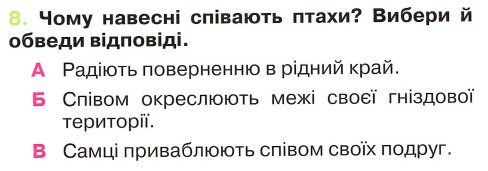 8. Чому навесні співають птахи? Вибери й
обведи відповіді.
А Радіють поверненню в рідний край.
Б Співом окреслюють межі своєї гніздової
території.
В Самці приваблюють співом своїх подруг.